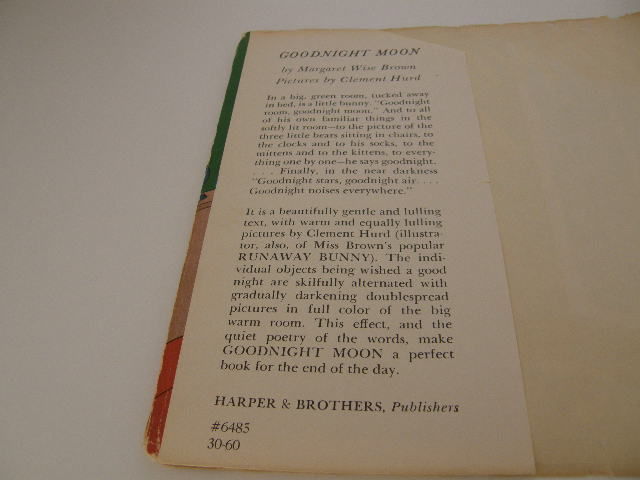 GOODNIGHT MOON
by Margaret Wise Brown
Pictures by Clement Hurd
In a big, green room, tucked away
in bed, is a little bunny. "Goodnight
room, goodnight moon." And to all
of his own familiar things in the
softly lit room—to the picture of the
three little bears sitting in chairs, to
the clocks and to his socks, to the
mittens and to the kittens, to every-
thing one by one—he says goodnight.
. . . Finally, in the near darkness
"Goodnight stars, goodnight air. . . .
Goodnight noises everywhere."
It is a beautifully gentle and lulling
text, with warm and equally lulling
pictures by Clement Hurd (illustra-
tor, also, of Miss Brown's popular
RUNAWAY BUNNY). The indi-
vidual objects being wished a good
night are skilfully alternated with
gradually darkening doublespread
pictures in full color of the big
warm room. This effect, and the
quiet poetry of the words, make
GOODNIGHT MOON a perfect
book for the end of the day.
HARPER & BROTHERS, Publishers
#6485
30-60